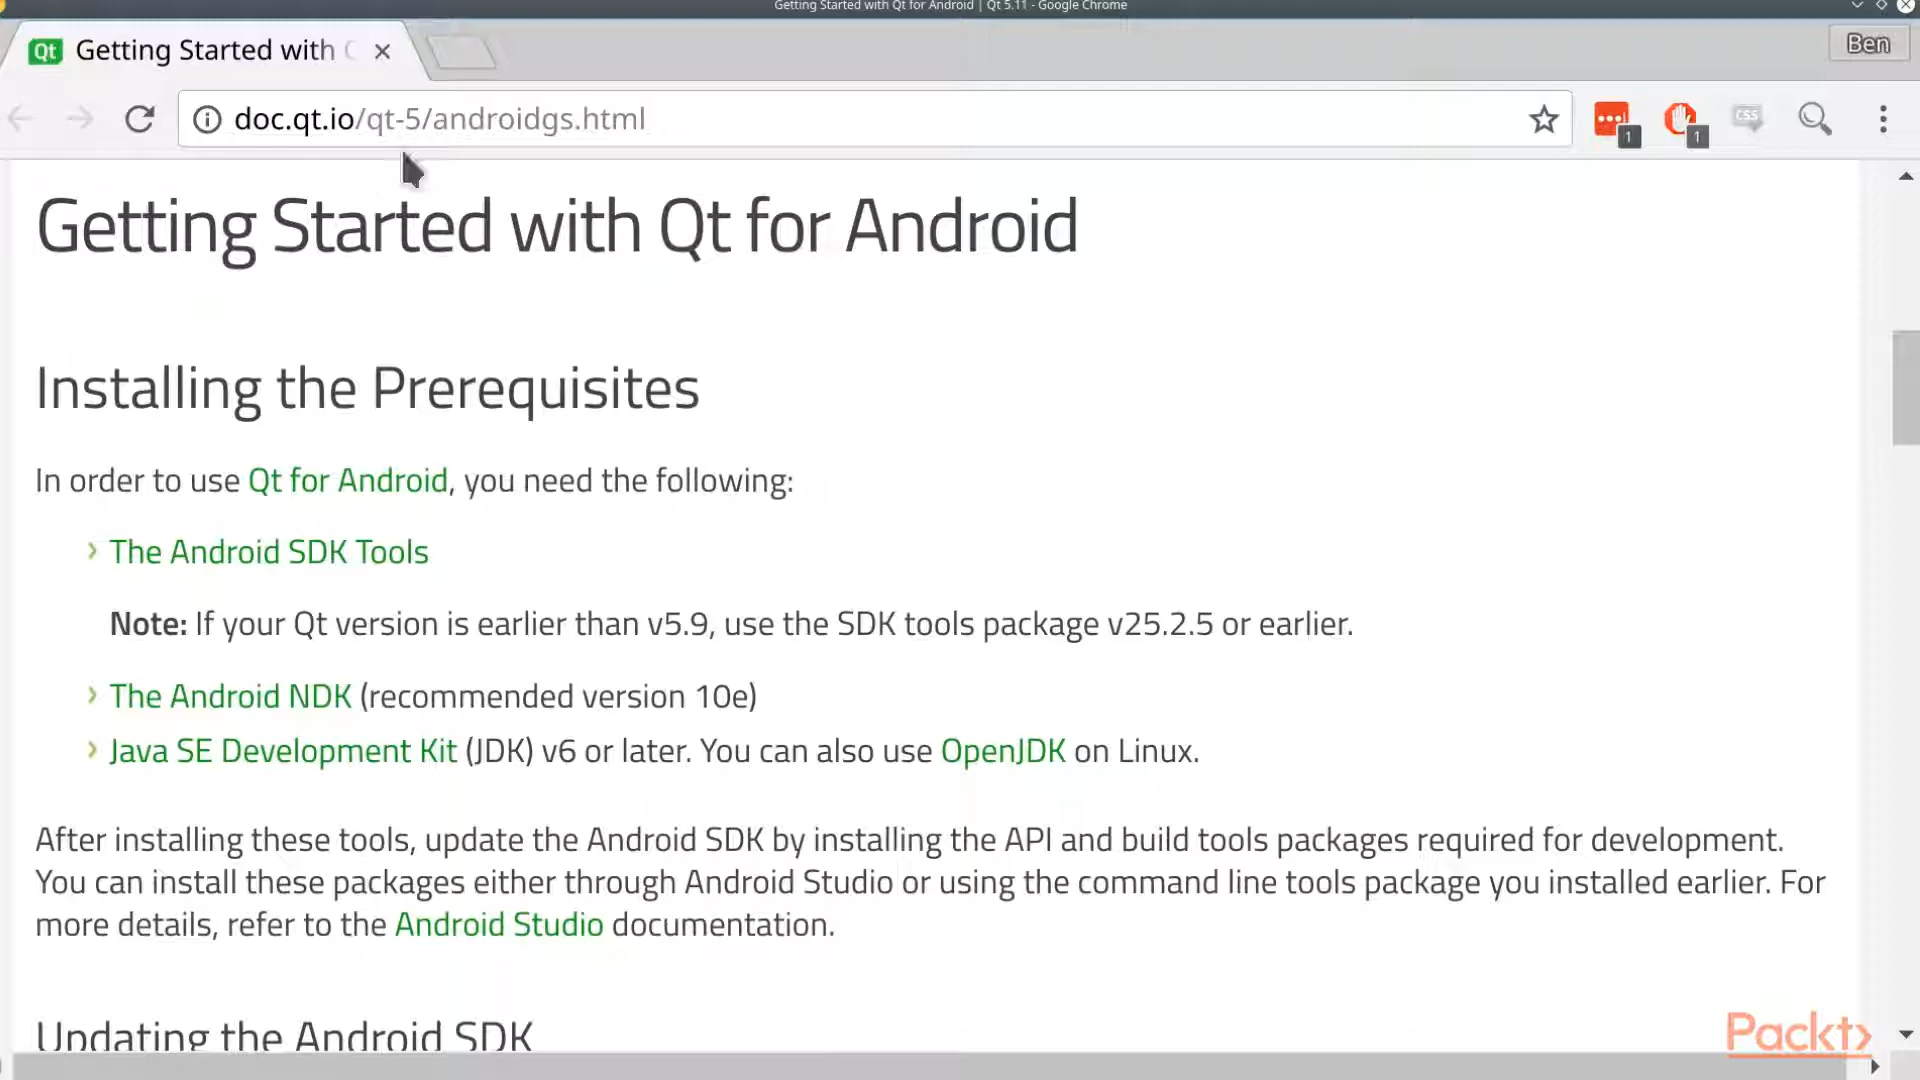 Getting Started with Qt for Android | Qt 5.11 - Google Chrome
Qt Getting Started with
Ben
doc.qt.io/qt-5/androidgs.html
1
1
CSS
Getting Started with Qt for Android
Installing the Prerequisites
In order to use Qt for Android, you need the following:
The Android SDK Tools
Note: If your Qt version is earlier than v5.9, use the SDK tools package v25.2.5 or earlier.
The Android NDK (recommended version 10e)
Java SE Development Kit (JDK) v6 or later. You can also use OpenJDK on Linux.
After installing these tools, update the Android SDK by installing the API and build tools packages required for development.
You can install these packages either through Android Studio or using the command line tools package you installed earlier. For
more details, refer to the Android Studio documentation.
Updating the Android SDK
Packt